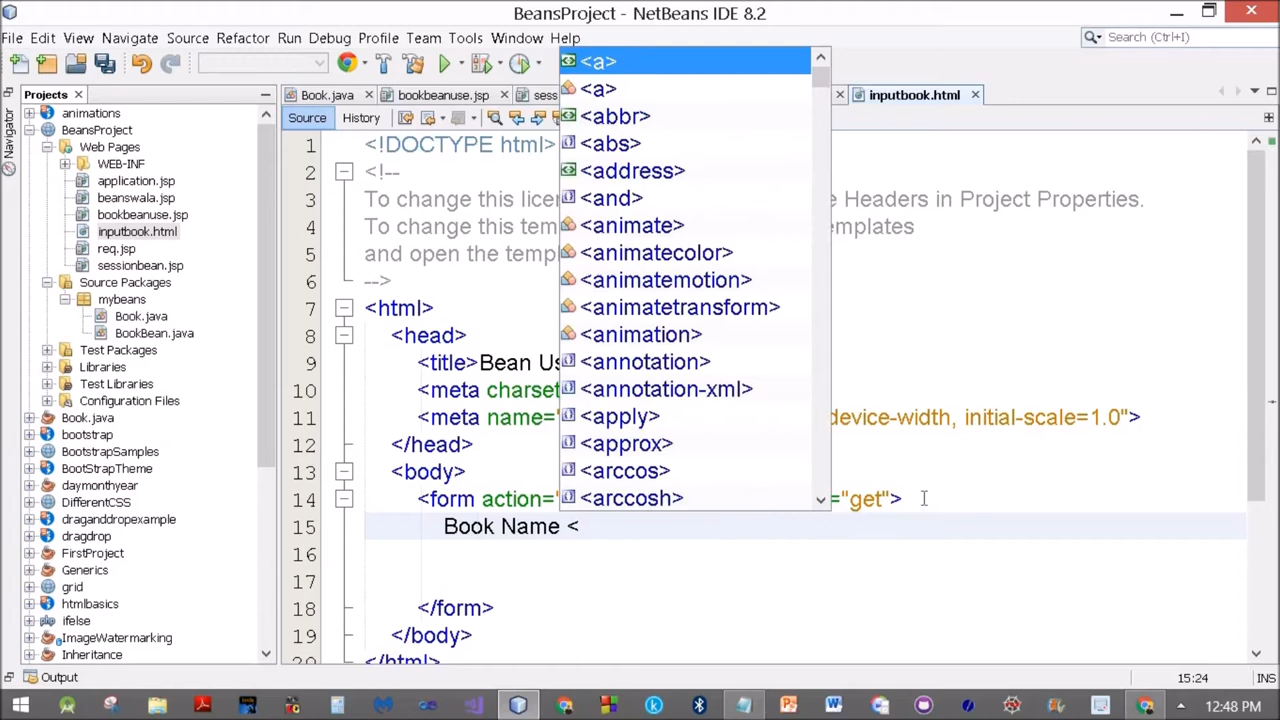 BeansProject - NetBeans IDE 8.2
File Edit View Navigate Source Refactor Run Debug Profile Team Tools Window Help
Search (Ctrl+I)
Projects
Navigator
animations
BeansProject
Web Pages
WEB-INF
application.jsp
beanswala.jsp
bookbeanuse.jsp
inputbook.html
req.jsp
sessionbean.jsp
Source Packages
mybeans
Book.java
BookBean.java
Test Packages
Libraries
Test Libraries
Configuration Files
Book.java
bootstrap
BootstrapSamples
BootStrapTheme
daymonthyear
DifferentCSS
draganddropexample
dragdrop
FirstProject
Generics
grid
htmlbasics
ifelse
ImageWatermarking
Inheritance
Book.java bookbeanuse.jsp sess inputbook.html
Source History
1 <!DOCTYPE html>
2 <!--
3 To change this licen e Headers in Project Properties.
4 To change this tem emplates
5 and open the templ
6 -->
7 <html>
8 <head>
9 <title>Bean Us
10 <meta charset
11 <meta name=" device-width, initial-scale=1.0">
12 </head>
13 <body>
14 <form action=" ="get">
15 Book Name <
16
17
18 </form>
19 </body>
20 </html>
<a>
<a>
<abbr>
<abs>
<address>
<and>
<animate>
<animatecolor>
<animatemotion>
<animatetransform>
<animation>
<annotation>
<annotation-xml>
<apply>
<approx>
<arccos>
<arccosh>
Output
15:24 INS
12:48 PM